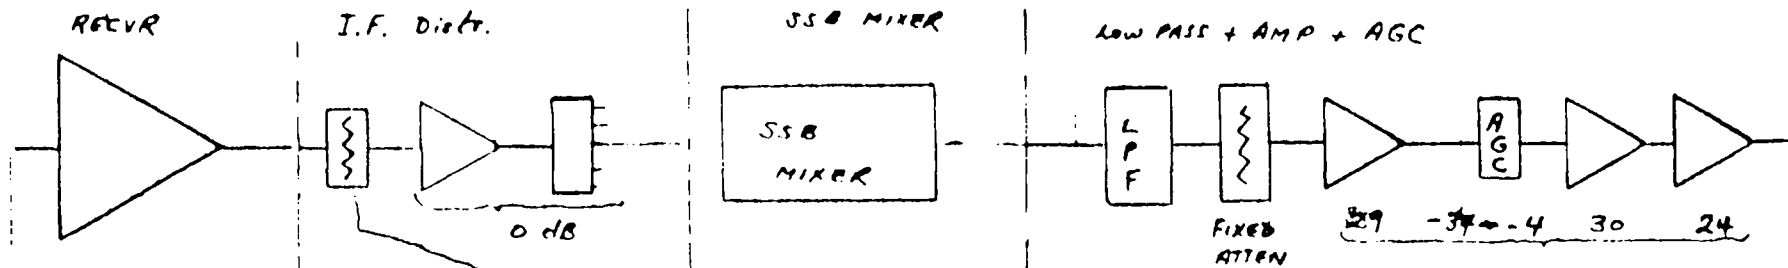 RECVR
I.F. Distr.
SSB MIXER
LOW PASS + AMP + AGC
SSB
MIXER
L
P
F
A
G
C
0 dB
FIXED
ATTEN
-4
30
24